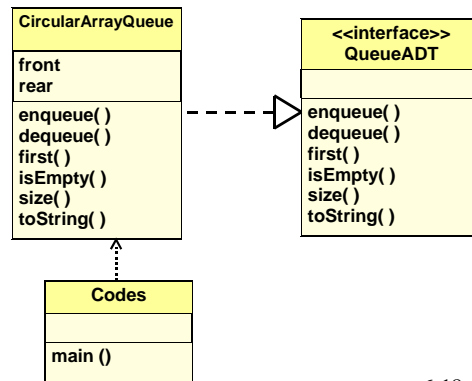 CircularArrayQueue
front
rear
enqueue( )
dequeue( )
first( )
isEmpty( )
size( )
toString( )
<<interface>>
QueueADT
enqueue( )
dequeue( )
first( )
isEmpty( )
size( )
toString( )
Codes
main ()